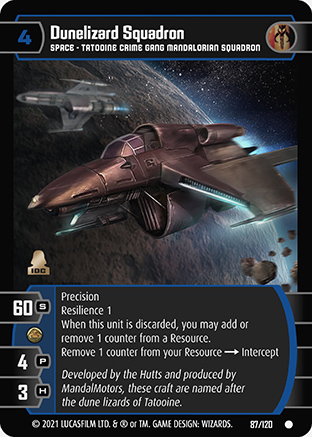 4
Dunelizard Squadron
SPACE - TATOOINE CRIME GANG MANDALORIAN SQUADRON
IDC
60 S
4 P
3 H
Precision
Resilience 1
When this unit is discarded, you may add or
remove 1 counter from a Resource.
Remove 1 counter from your Resource → Intercept
Developed by the Hutts and produced by
MandalMotors, these craft are named after
the dune lizards of Tatooine.
© 2021 LUCASFILM LTD. & ® or TM. GAME DESIGN: WIZARDS. 87/120